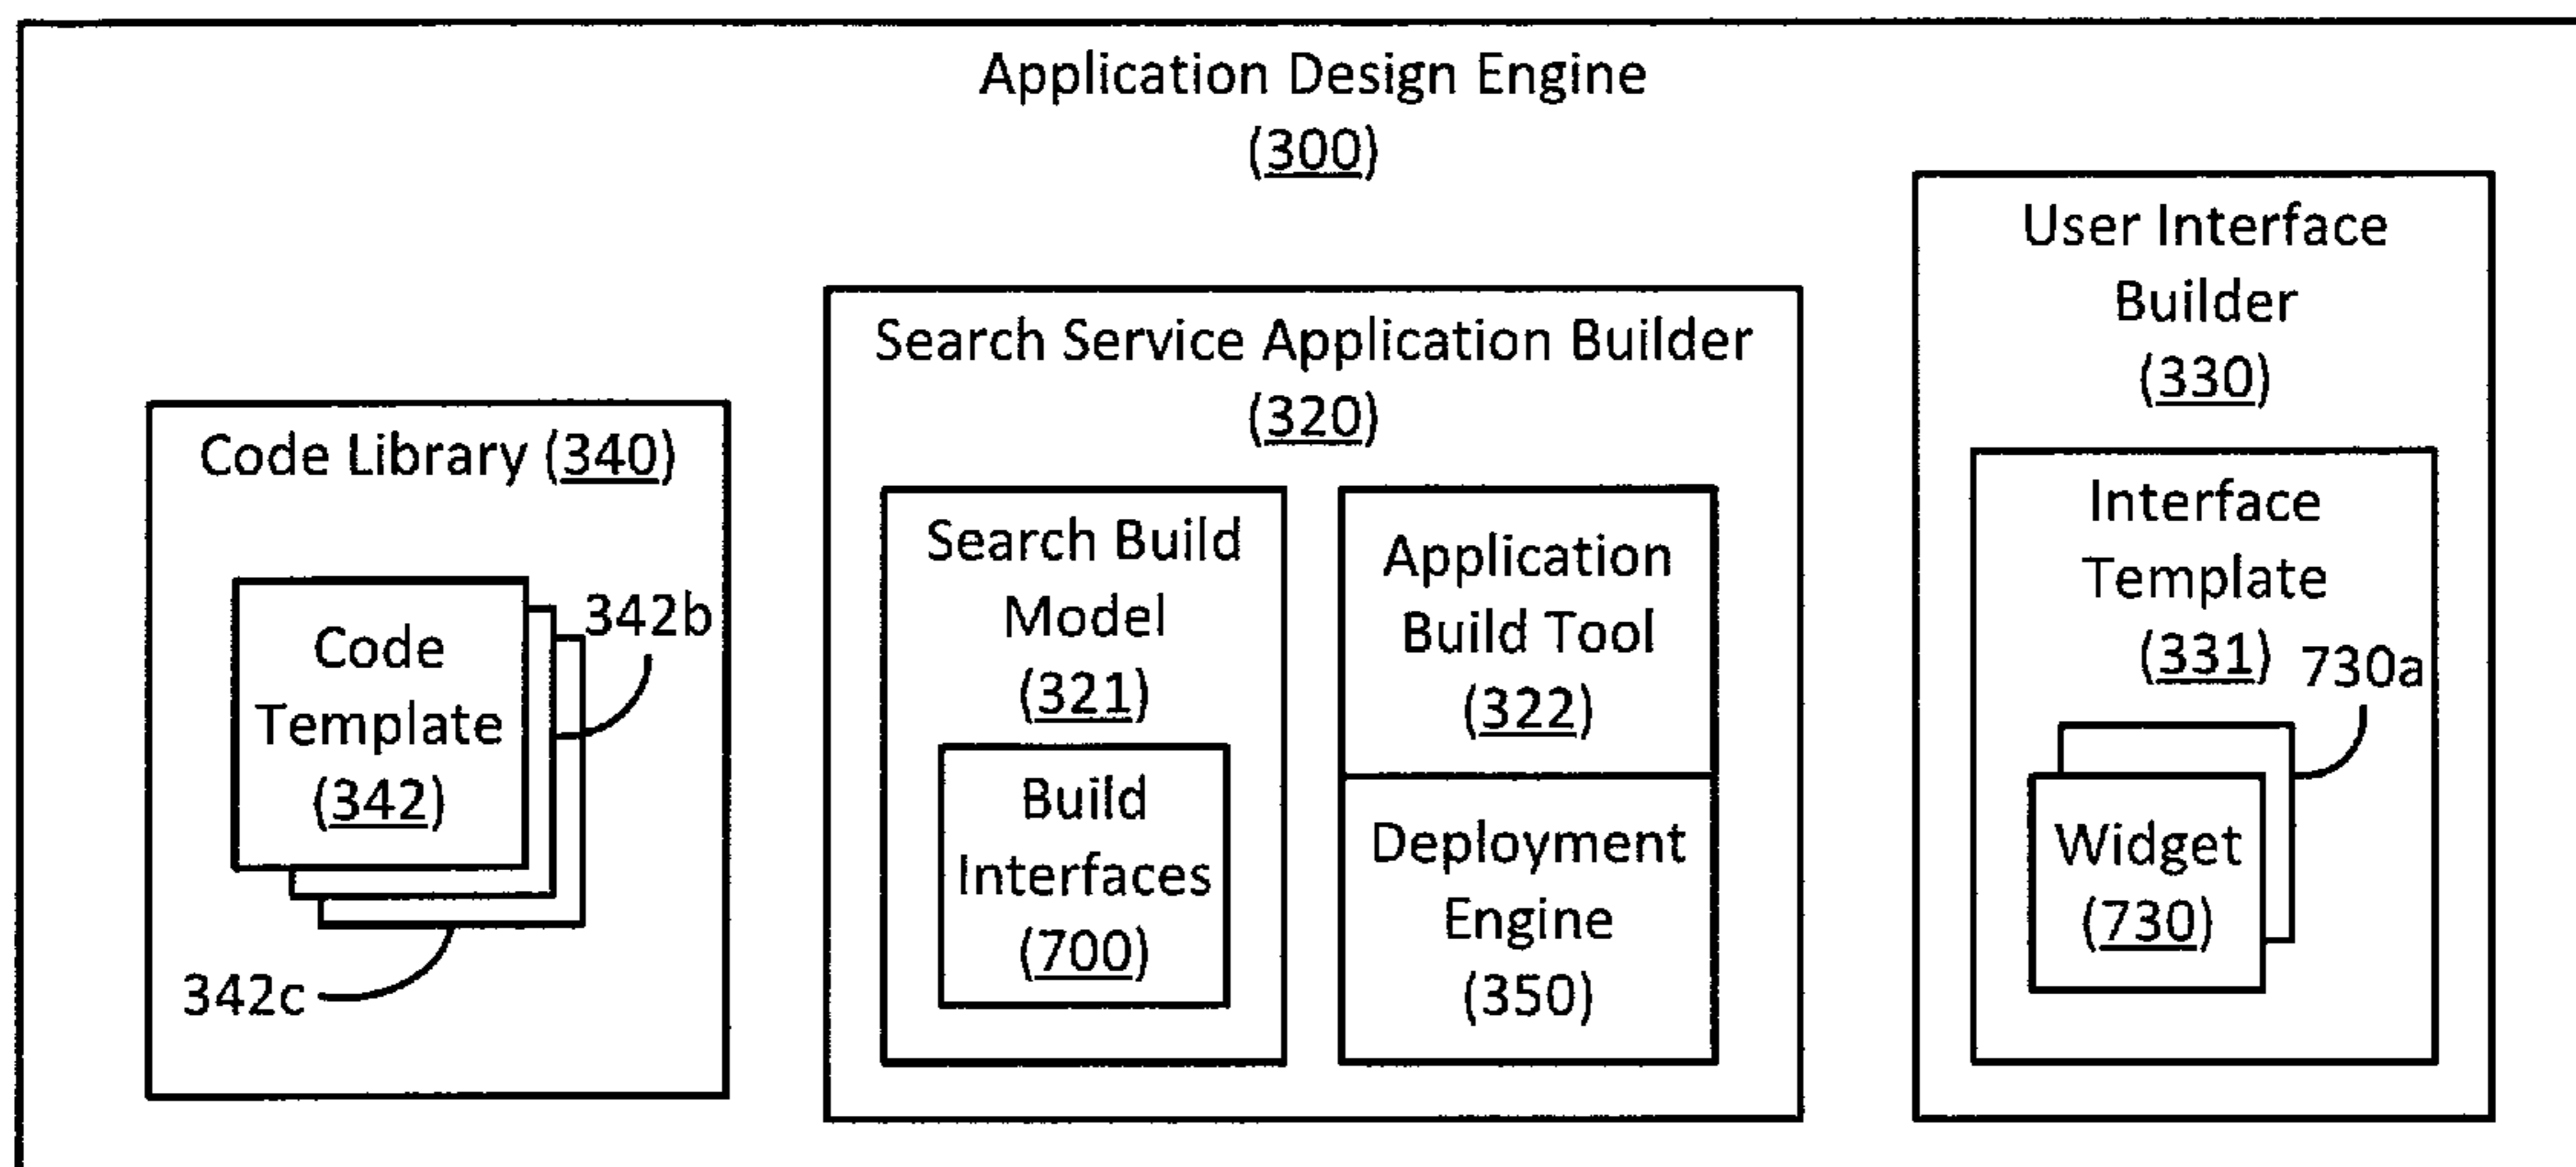 Application Design Engine
(300)
Code Library (340)
Code
Template
(342)
342b
342c
Search Service Application Builder
(320)
Search Build
Model
(321)
Build
Interfaces
(700)
Application
Build Tool
(322)
Deployment
Engine
(350)
User Interface
Builder
(330)
Interface
Template
(331)
730a
Widget
(730)